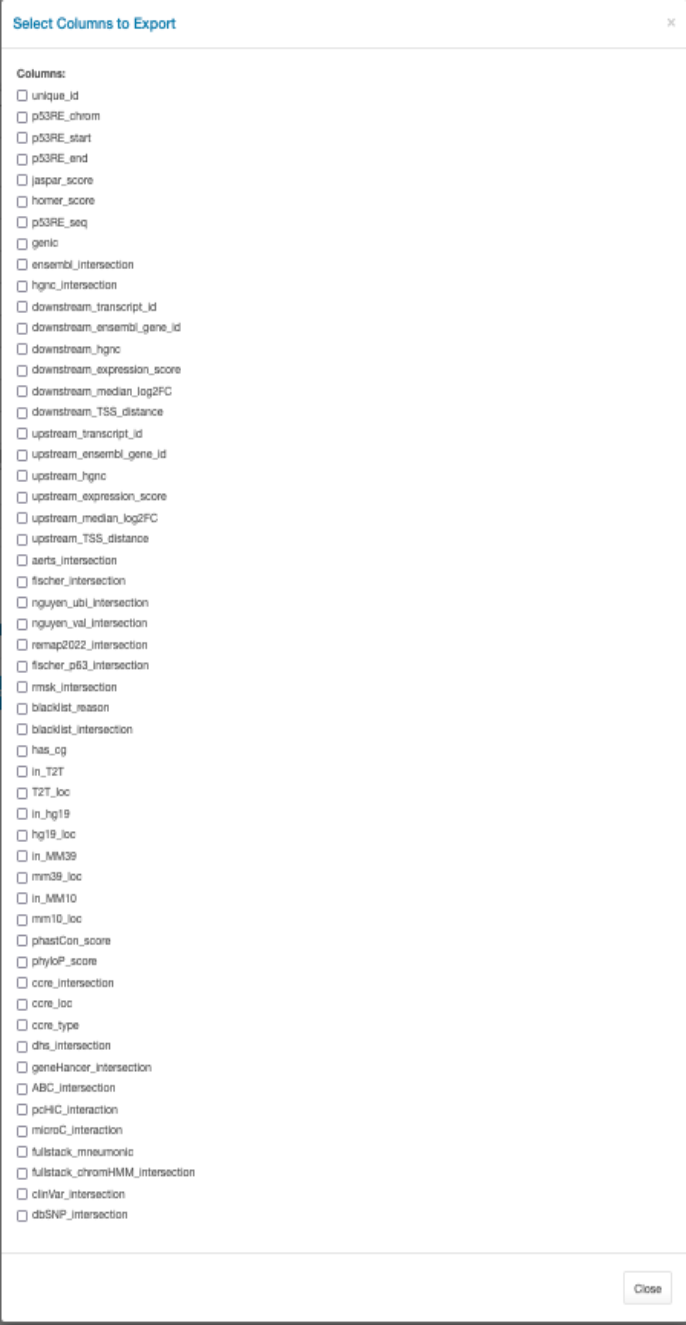 Select Columns to Export
×
Columns:
unique_id
p53RE_chrom
p53RE_start
p53RE_end
jaspar_score
homer_score
p53RE_seq
genic
ensembl_intersection
hgnc_intersection
downstream_transcript_id
downstream_ensembl_gene_id
downstream_hgnc
downstream_expression_score
downstream_median_log2FC
downstream_TSS_distance
upstream_transcript_id
upstream_ensembl_gene_id
upstream_hgnc
upstream_expression_score
upstream_median_log2FC
upstream_TSS_distance
aerts_intersection
fischer_intersection
nguyen_ubi_intersection
nguyen_val_intersection
remap2022_intersection
fischer_p63_intersection
rmsk_intersection
blacklist_reason
blacklist_intersection
has_cg
in_T2T
T2T_loc
in_hg19
hg19_loc
in_MM39
mm39_loc
in_MM10
mm10_loc
phastCon_score
phyloP_score
ccre_intersection
ccre_loc
ccre_type
dhs_intersection
geneHancer_intersection
ABC_intersection
pcHiC_interaction
microC_interaction
fullstack_mneumonic
fullstack_chromHMM_intersection
clinVar_intersection
dbSNP_intersection
Close